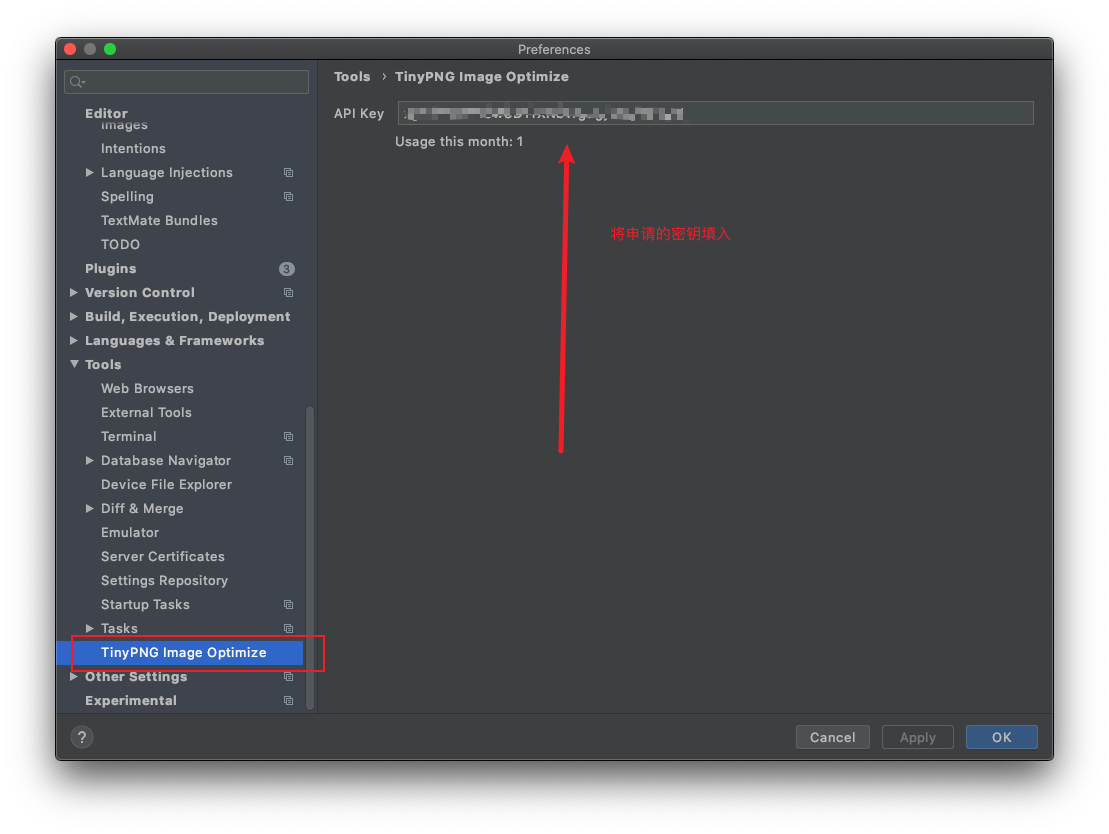 Preferences
Tools › TinyPNG Image Optimize
API Key
Usage this month: 1
将申请的密钥填入
Editor
Images
Intentions
Language Injections
Spelling
TextMate Bundles
TODO
Plugins 3
Version Control
Build, Execution, Deployment
Languages & Frameworks
Tools
Web Browsers
External Tools
Terminal
Database Navigator
Device File Explorer
Diff & Merge
Emulator
Server Certificates
Settings Repository
Startup Tasks
Tasks
TinyPNG Image Optimize
Other Settings
Experimental
?
Cancel
Apply
OK